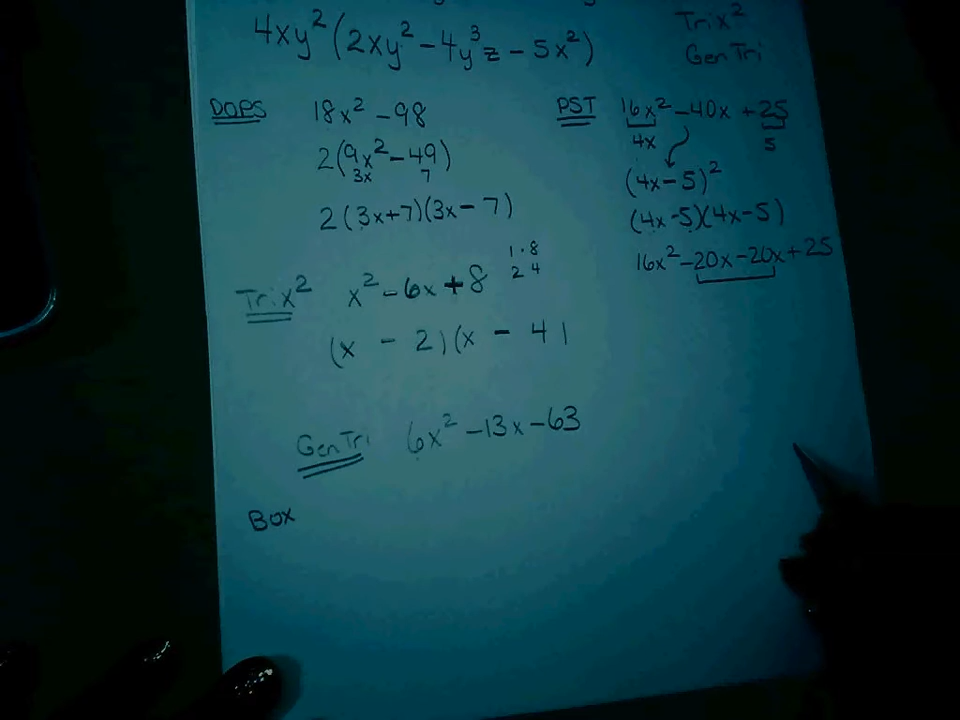 4xy²(2xy² - 4y³z - 5x²)
Trix²
GenTri
DOPS 18x² - 98
2(9x² - 49)
3x 7
2(3x+7)(3x-7)
PST 16x² - 40x + 25
4x 5
(4x-5)²
(4x-5)(4x-5)
16x² - 20x - 20x + 25
Trix² x² - 6x + 8
1·8
2 4
(x - 2)(x - 4)
GenTri 6x² - 13x - 63
Box